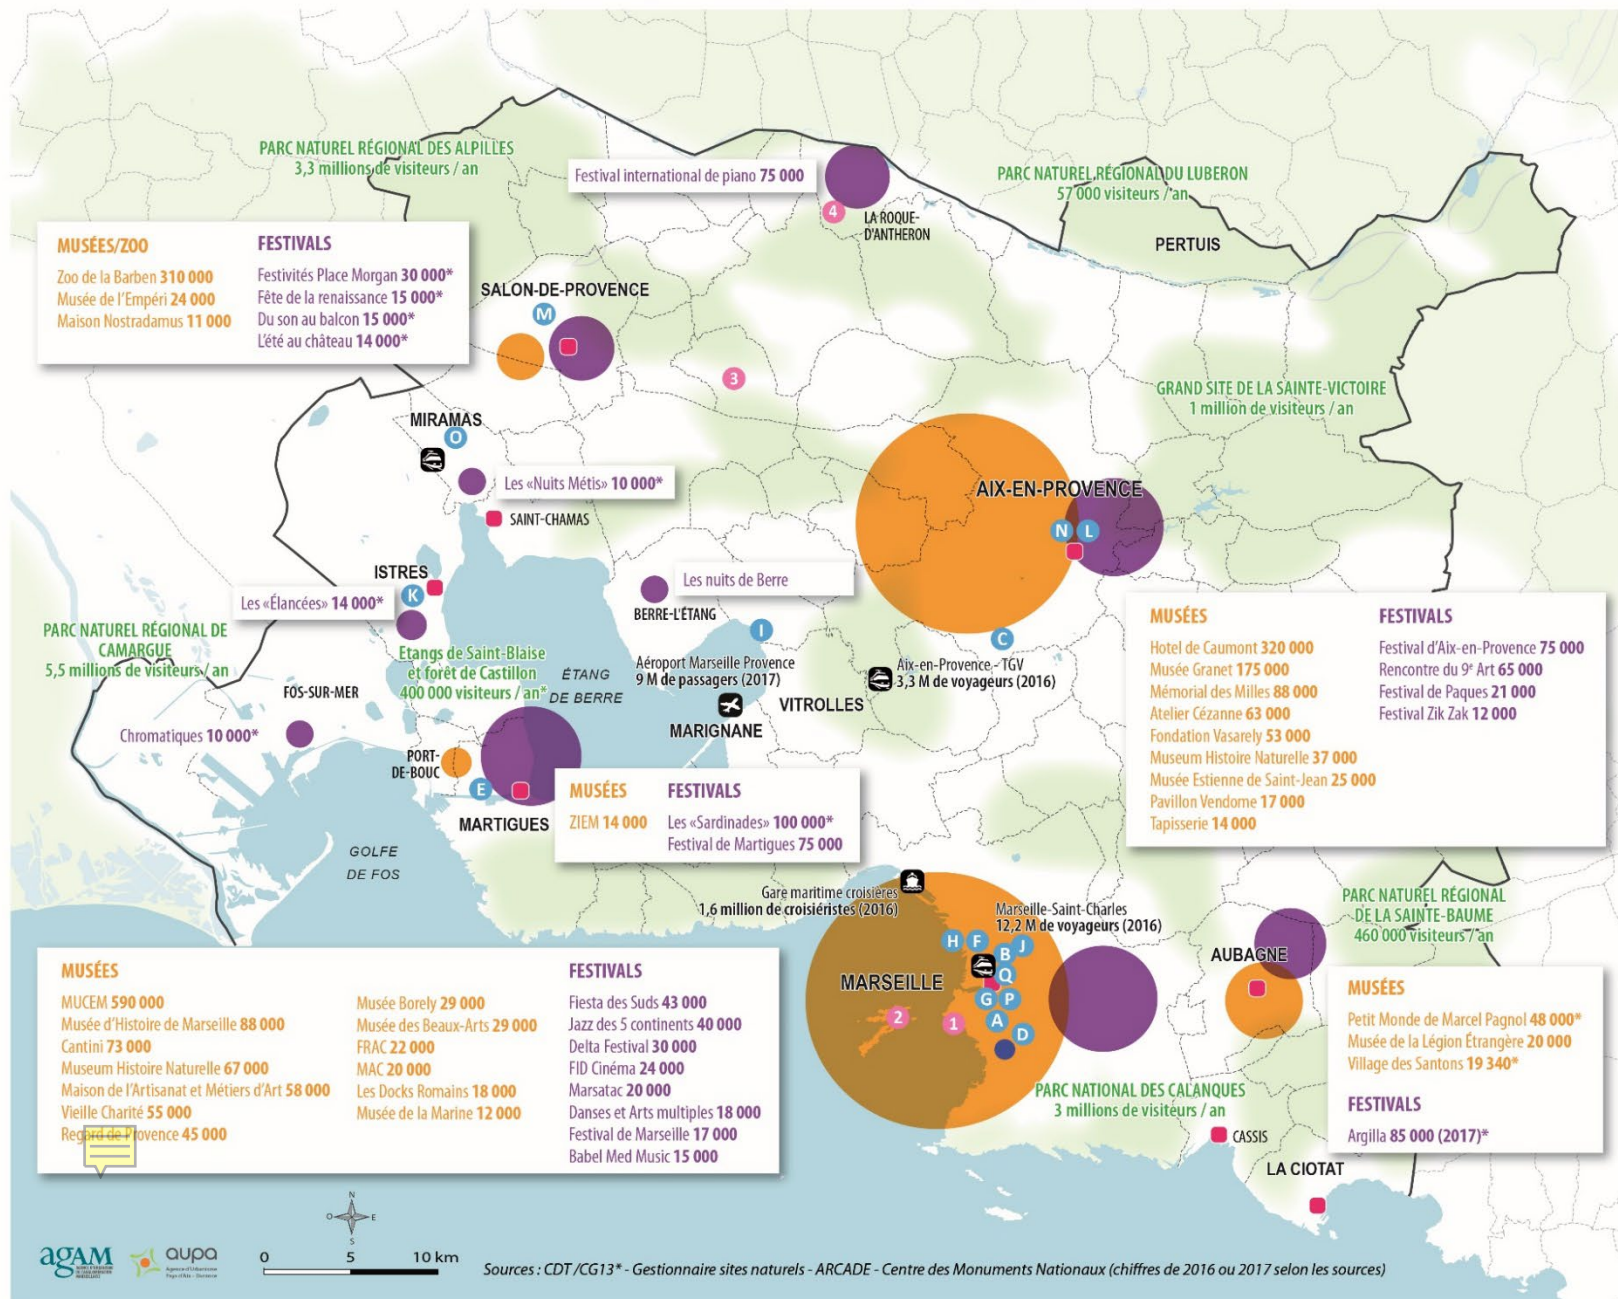 PARC NATUREL RÉGIONAL DES ALPILLES
3,3 millions de visiteurs / an
Festival international de piano 75 000
4
LA ROQUE-
D'ANTHERON
PARC NATUREL RÉGIONAL DU LUBERON
57 000 visiteurs /an
PERTUIS
MUSÉES/ZOO
Zoo de la Barben 310 000
Musée de l'Empéri 24 000
Maison Nostradamus 11 000
FESTIVALS
Festivités Place Morgan 30 000*
Fête de la renaissance 15 000*
Du son au balcon 15 000*
L'été au château 14 000*
SALON-DE-PROVENCE
M
3
GRAND SITE DE LA SAINTE-VICTOIRE
1 million de visiteurs / an
MIRAMAS
O
Les «Nuits Métis» 10 000*
SAINT-CHAMAS
AIX-EN-PROVENCE
N
L
ISTRES
K
Les «Élancées» 14 000*
Les nuits de Berre
BERRE-L'ÉTANG
I
C
PARC NATUREL RÉGIONAL DE
CAMARGUE
5,5 millions de visiteurs / an
Etangs de Saint-Blaise
et forêt de Castillon
400 000 visiteurs / an*
ÉTANG
DE BERRE
Aéroport Marseille Provence
9 M de passagers (2017)
MARIGNANE
VITROLLES
Aix-en-Provence - TGV
3,3 M de voyageurs (2016)
FOS-SUR-MER
Chromatiques 10 000*
PORT-
DE-BOUC
E
MARTIGUES
MUSÉES
ZIEM 14 000
FESTIVALS
Les «Sardinades» 100 000*
Festival de Martigues 75 000
MUSÉES
Hotel de Caumont 320 000
Musée Granet 175 000
Mémorial des Milles 88 000
Atelier Cézanne 63 000
Fondation Vasarely 53 000
Museum Histoire Naturelle 37 000
Musée Estienne de Saint-Jean 25 000
Pavillon Vendome 17 000
Tapisserie 14 000
FESTIVALS
Festival d'Aix-en-Provence 75 000
Rencontre du 9e Art 65 000
Festival de Paques 21 000
Festival Zik Zak 12 000
GOLFE
DE FOS
Gare maritime croisières
1,6 million de croisiéristes (2016)
Marseille-Saint-Charles
12,2 M de voyageurs (2016)
H
F
B
J
Q
G
P
A
D
MARSEILLE
2
1
PARC NATUREL RÉGIONAL
DE LA SAINTE-BAUME
460 000 visiteurs / an
AUBAGNE
MUSÉES
MUCEM 590 000
Musée d'Histoire de Marseille 88 000
Cantini 73 000
Museum Histoire Naturelle 67 000
Maison de l'Artisanat et Métiers d'Art 58 000
Vieille Charité 55 000
Regard de Provence 45 000
Musée Borely 29 000
Musée des Beaux-Arts 29 000
FRAC 22 000
MAC 20 000
Les Docks Romains 18 000
Musée de la Marine 12 000
FESTIVALS
Fiesta des Suds 43 000
Jazz des 5 continents 40 000
Delta Festival 30 000
FID Cinéma 24 000
Marsatac 20 000
Danses et Arts multiples 18 000
Festival de Marseille 17 000
Babel Med Music 15 000
MUSÉES
Petit Monde de Marcel Pagnol 48 000*
Musée de la Légion Étrangère 20 000
Village des Santons 19 340*
FESTIVALS
Argilla 85 000 (2017)*
PARC NATIONAL DES CALANQUES
3 millions de visiteurs / an
CASSIS
LA CIOTAT
N
O
E
S
agAM
aupa
0 5 10 km
Sources : CDT /CG13* - Gestionnaire sites naturels - ARCADE - Centre des Monuments Nationaux (chiffres de 2016 ou 2017 selon les sources)